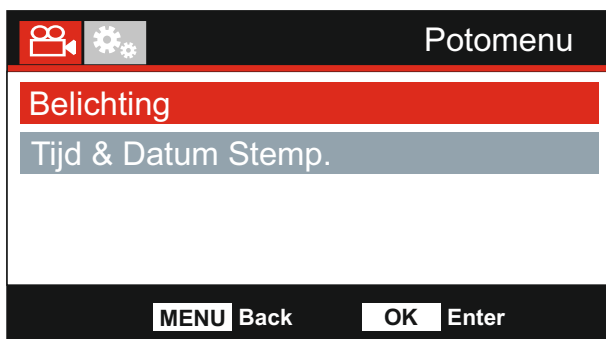 Potomenu
Belichting
Tijd & Datum Stemp.
MENU Back OK Enter